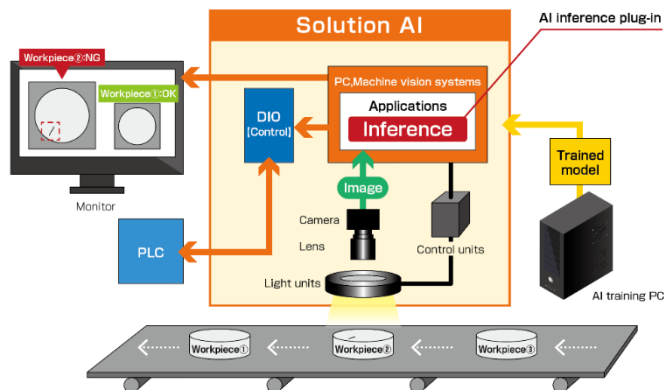 Solution AI
AI inference plug-in
Workpiece②:NG
Workpiece①:OK
PC,Machine vision systems
Applications
Inference
DIO
[Control]
Trained
model
Image
Monitor
Camera
Lens
Control units
PLC
Light units
AI training PC
Workpiece①
Workpiece②
Workpiece③